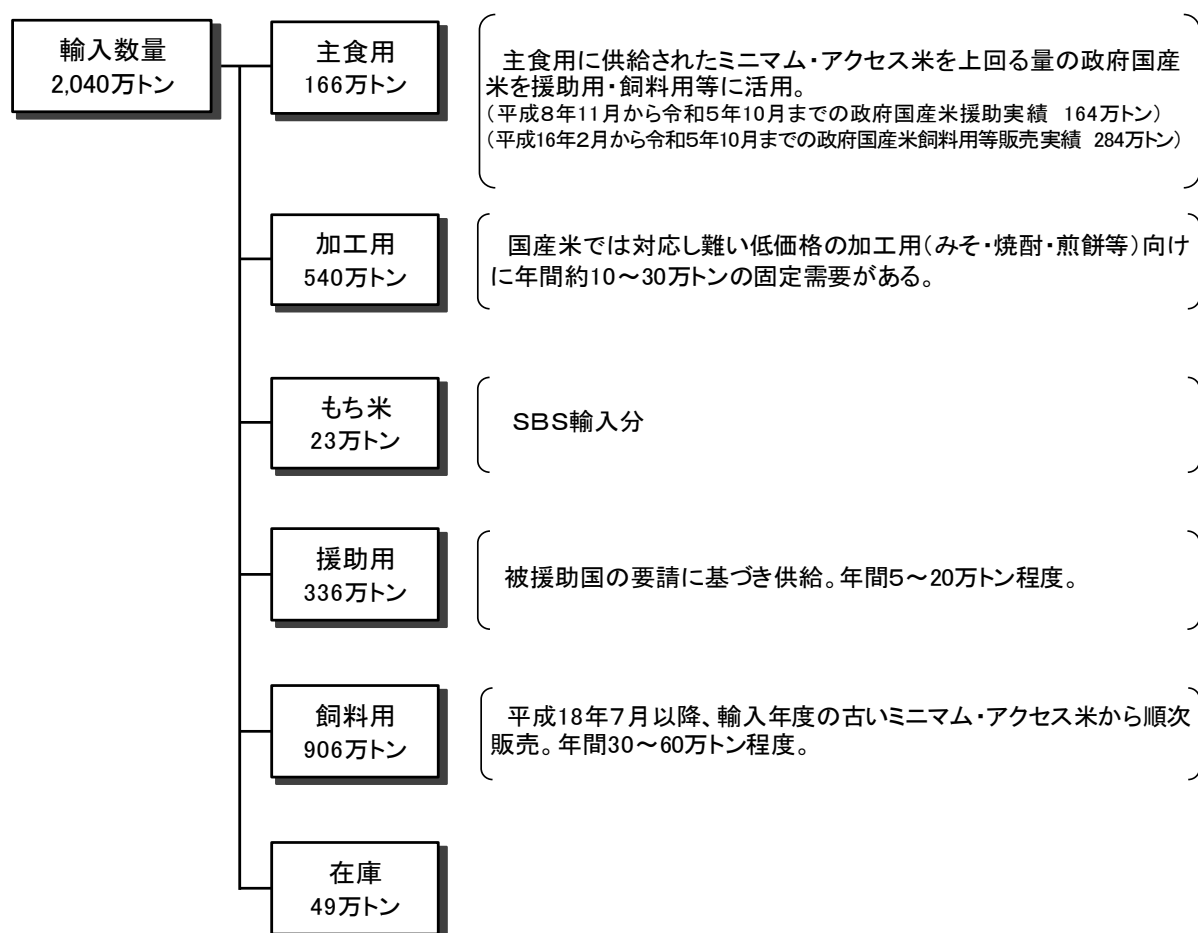 輸入数量
2,040万トン
主食用
166万トン
主食用に供給されたミニマム・アクセス米を上回る量の政府国産
米を援助用・飼料用等に活用。
（平成８年11月から令和５年10月までの政府国産米援助実績　164万トン）
（平成16年２月から令和５年10月までの政府国産米飼料用等販売実績　284万トン）
加工用
540万トン
国産米では対応し難い低価格の加工用（みそ・焼酎・煎餅等）向け
に年間約10～30万トンの固定需要がある。
もち米
23万トン
ＳＢＳ輸入分
援助用
336万トン
被援助国の要請に基づき供給。年間５～20万トン程度。
飼料用
906万トン
平成18年７月以降、輸入年度の古いミニマム・アクセス米から順次
販売。年間30～60万トン程度。
在庫
49万トン